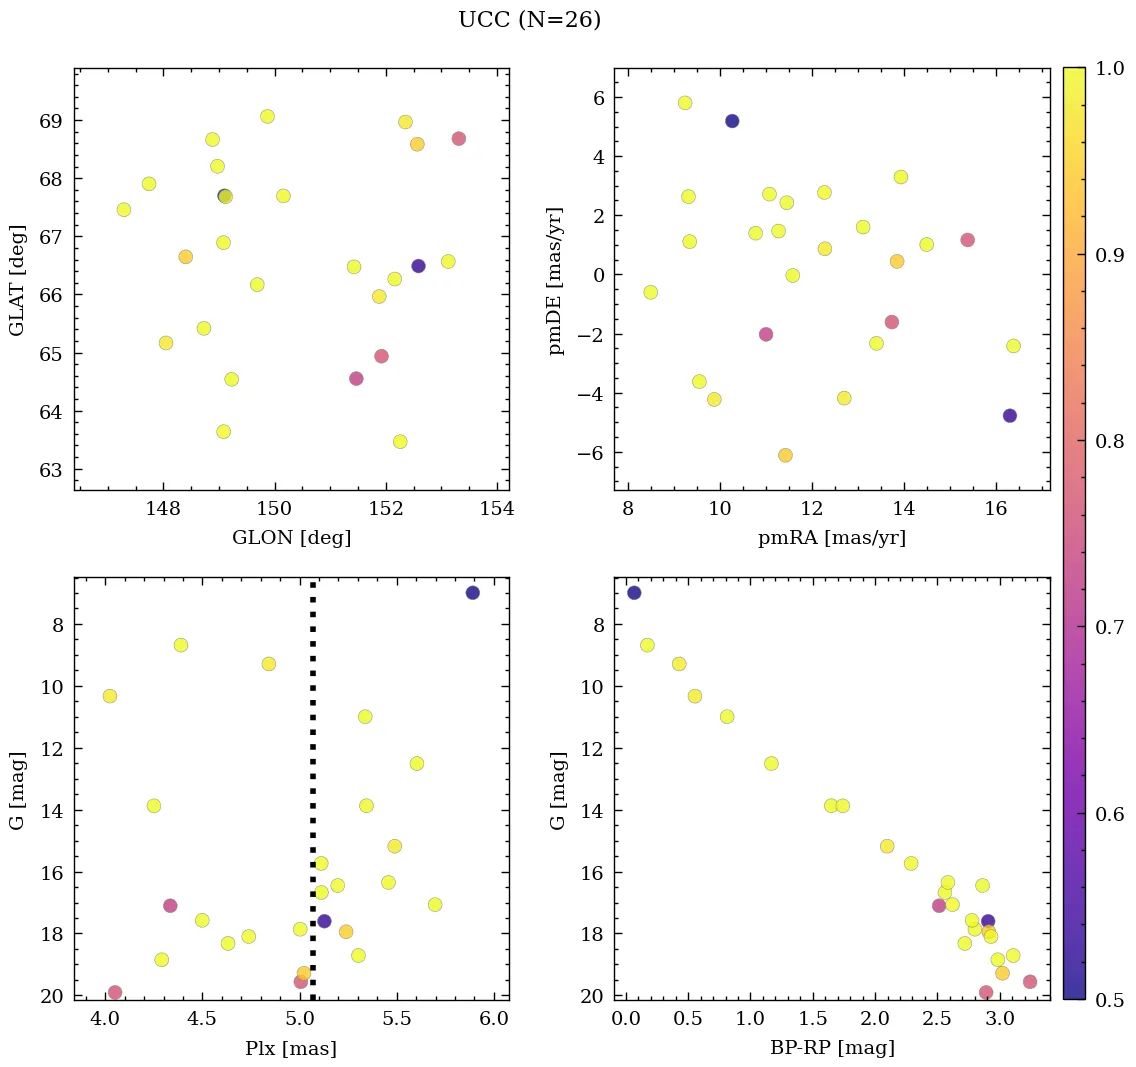 UCC (N=26)
69
68
67
66
65
64
63
GLAT [deg]
148 150 152 154
GLON [deg]
6
4
2
0
−2
−4
−6
pmDE [mas/yr]
8 10 12 14 16
pmRA [mas/yr]
1.0
0.9
0.8
0.7
0.6
0.5
8
10
12
14
16
18
20
G [mag]
4.0 4.5 5.0 5.5 6.0
Plx [mas]
8
10
12
14
16
18
20
G [mag]
0.0 0.5 1.0 1.5 2.0 2.5 3.0
BP-RP [mag]